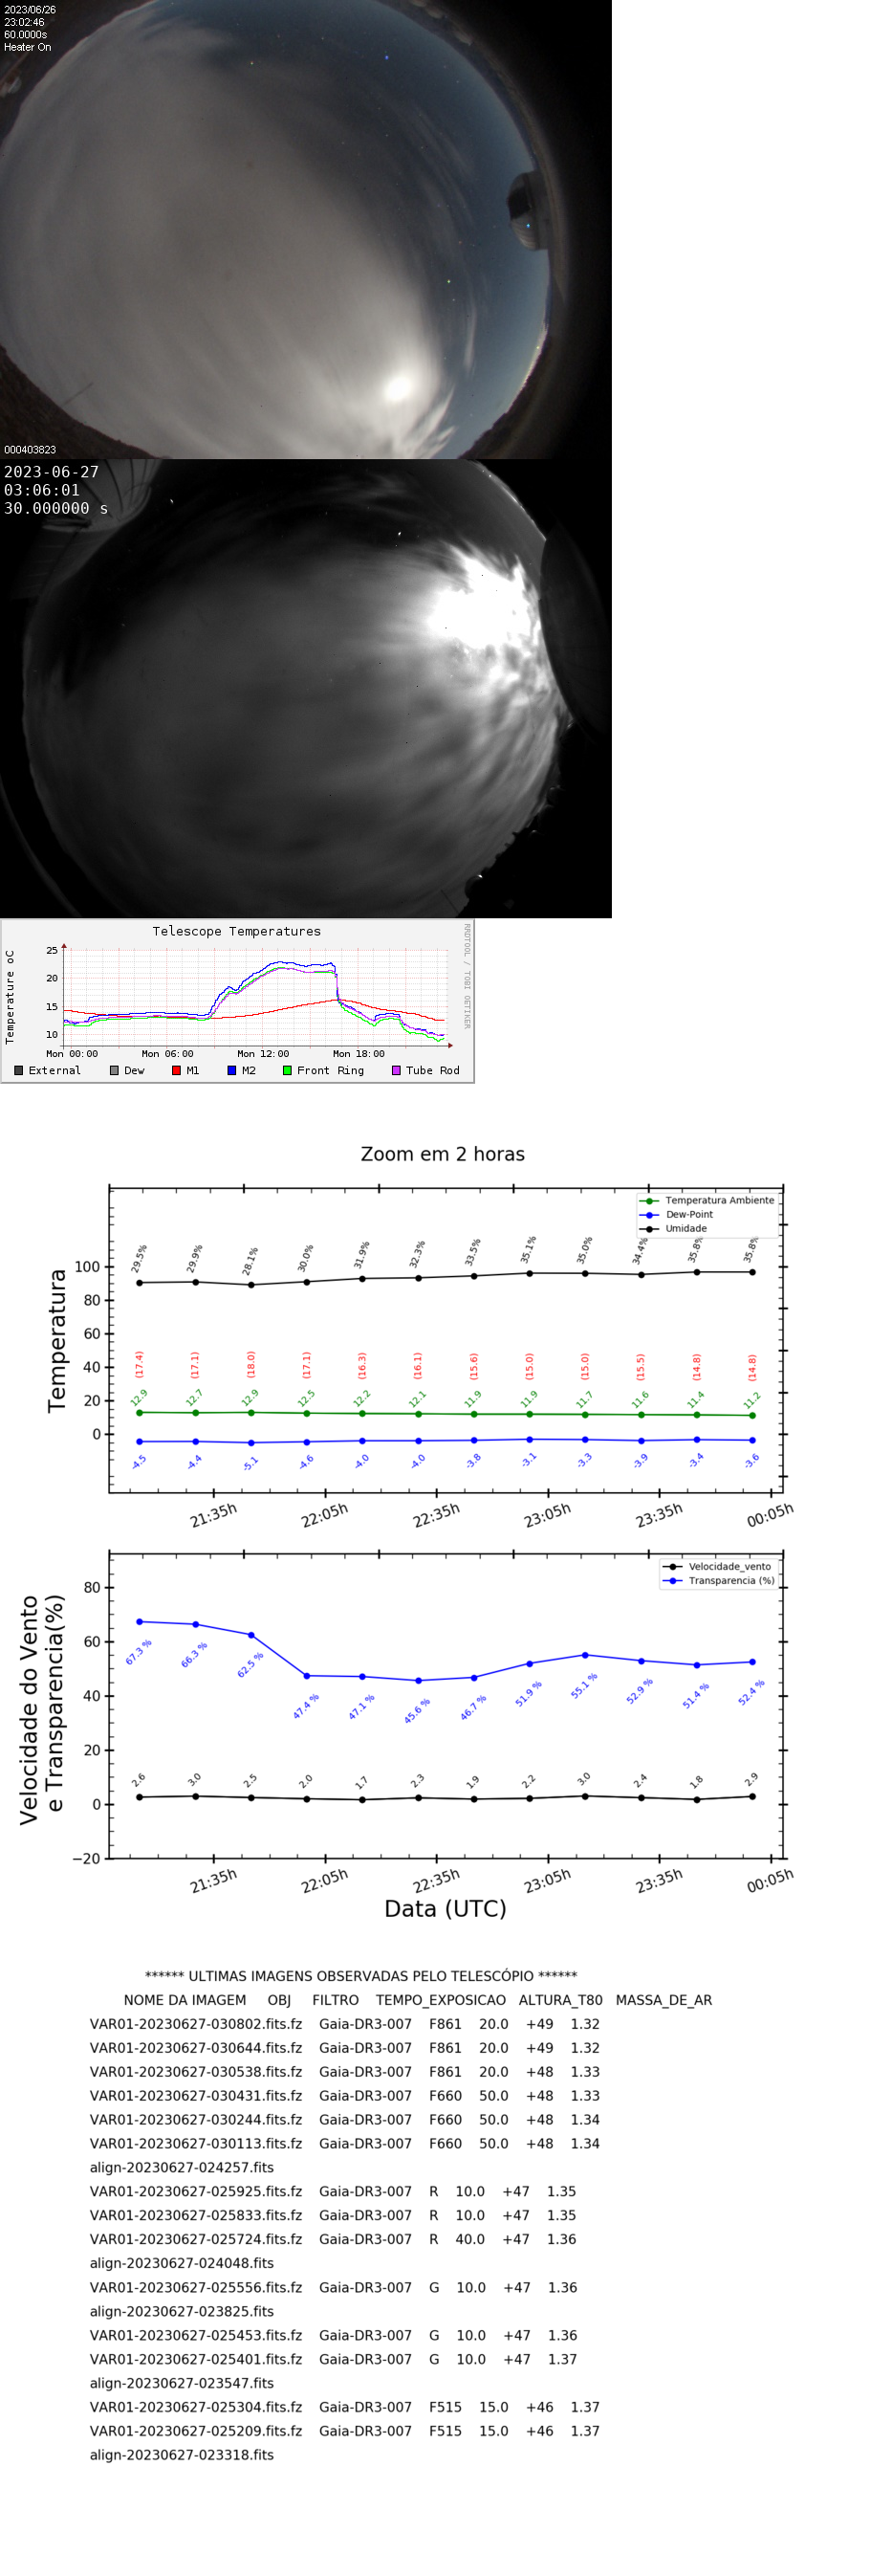 2023/06/26
23:02:46
60.0000s
Heater On
000403823
2023-06-27
03:06:01
30.000000 s
Telescope Temperatures
Temperature oC
RRDTOOL / TOBI OETIKER
25
20
15
10
Mon 00:00 Mon 06:00 Mon 12:00 Mon 18:00
External Dew M1 M2 Front Ring Tube Rod
Zoom em 2 horas
Temperatura Ambiente
Dew-Point
Umidade
Temperatura
100
80
60
40
20
0
29.5% 29.9% 28.1% 30.0% 31.9% 32.3% 33.5% 35.1% 35.0% 34.4% 35.8% 35.8%
(17.4) (17.1) (18.0) (17.1) (16.3) (16.1) (15.6) (15.0) (15.0) (15.5) (14.8) (14.8)
12.9 12.7 12.9 12.5 12.2 12.1 11.9 11.9 11.7 11.6 11.4 11.2
-4.5 -4.4 -5.1 -4.6 -4.0 -4.0 -3.8 -3.1 -3.3 -3.9 -3.4 -3.6
21:35h 22:05h 22:35h 23:05h 23:35h 00:05h
Velocidade_vento
Transparencia (%)
Velocidade do Vento
e Transparencia(%)
80
60
40
20
0
−20
67.3 % 66.3 % 62.5 % 47.4 % 47.1 % 45.6 % 46.7 % 51.9 % 55.1 % 52.9 % 51.4 % 52.4 %
2.6 3.0 2.5 2.0 1.7 2.3 1.9 2.2 3.0 2.4 1.8 2.9
21:35h 22:05h 22:35h 23:05h 23:35h 00:05h
Data (UTC)
****** ULTIMAS IMAGENS OBSERVADAS PELO TELESCÓPIO ******
NOME DA IMAGEM OBJ FILTRO TEMPO_EXPOSICAO ALTURA_T80 MASSA_DE_AR
VAR01-20230627-030802.fits.fz Gaia-DR3-007 F861 20.0 +49 1.32
VAR01-20230627-030644.fits.fz Gaia-DR3-007 F861 20.0 +49 1.32
VAR01-20230627-030538.fits.fz Gaia-DR3-007 F861 20.0 +48 1.33
VAR01-20230627-030431.fits.fz Gaia-DR3-007 F660 50.0 +48 1.33
VAR01-20230627-030244.fits.fz Gaia-DR3-007 F660 50.0 +48 1.34
VAR01-20230627-030113.fits.fz Gaia-DR3-007 F660 50.0 +48 1.34
align-20230627-024257.fits
VAR01-20230627-025925.fits.fz Gaia-DR3-007 R 10.0 +47 1.35
VAR01-20230627-025833.fits.fz Gaia-DR3-007 R 10.0 +47 1.35
VAR01-20230627-025724.fits.fz Gaia-DR3-007 R 40.0 +47 1.36
align-20230627-024048.fits
VAR01-20230627-025556.fits.fz Gaia-DR3-007 G 10.0 +47 1.36
align-20230627-023825.fits
VAR01-20230627-025453.fits.fz Gaia-DR3-007 G 10.0 +47 1.36
VAR01-20230627-025401.fits.fz Gaia-DR3-007 G 10.0 +47 1.37
align-20230627-023547.fits
VAR01-20230627-025304.fits.fz Gaia-DR3-007 F515 15.0 +46 1.37
VAR01-20230627-025209.fits.fz Gaia-DR3-007 F515 15.0 +46 1.37
align-20230627-023318.fits